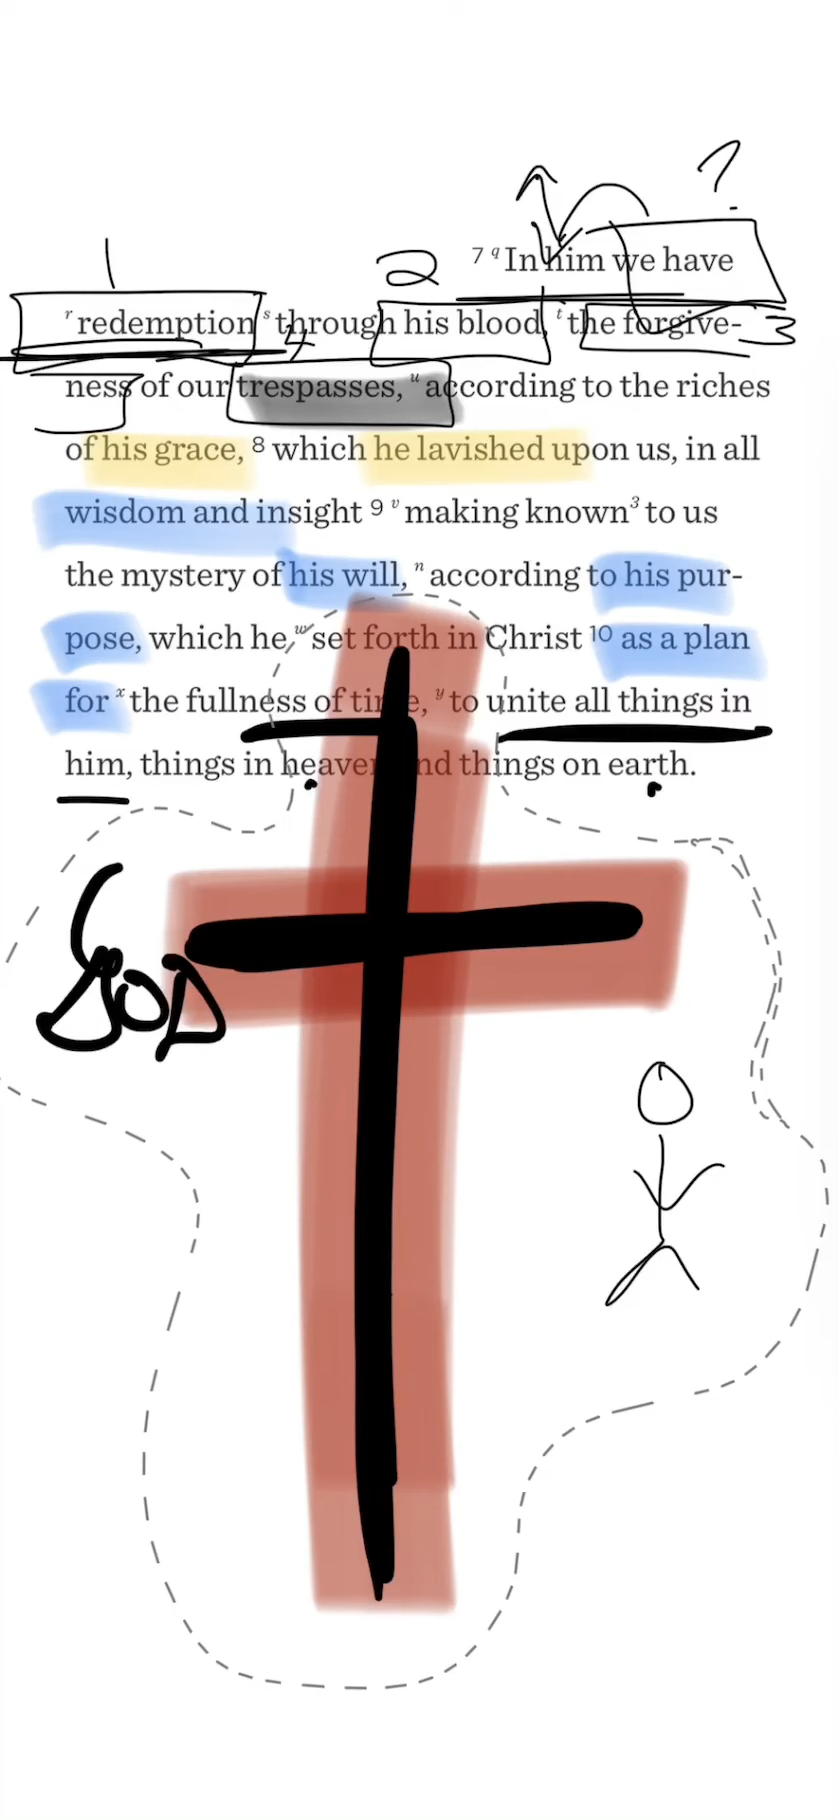 ?
1
2
7 q In him we have
r redemption s through his blood, t the forgive- 3
4
ness of our trespasses, u according to the riches
of his grace, 8 which he lavished upon us, in all
wisdom and insight 9 v making known3 to us
the mystery of his will, n according to his pur-
pose, which he w set forth in Christ 10 as a plan
for x the fullness of time, y to unite all things in
him, things in heaven and things on earth.
GOD